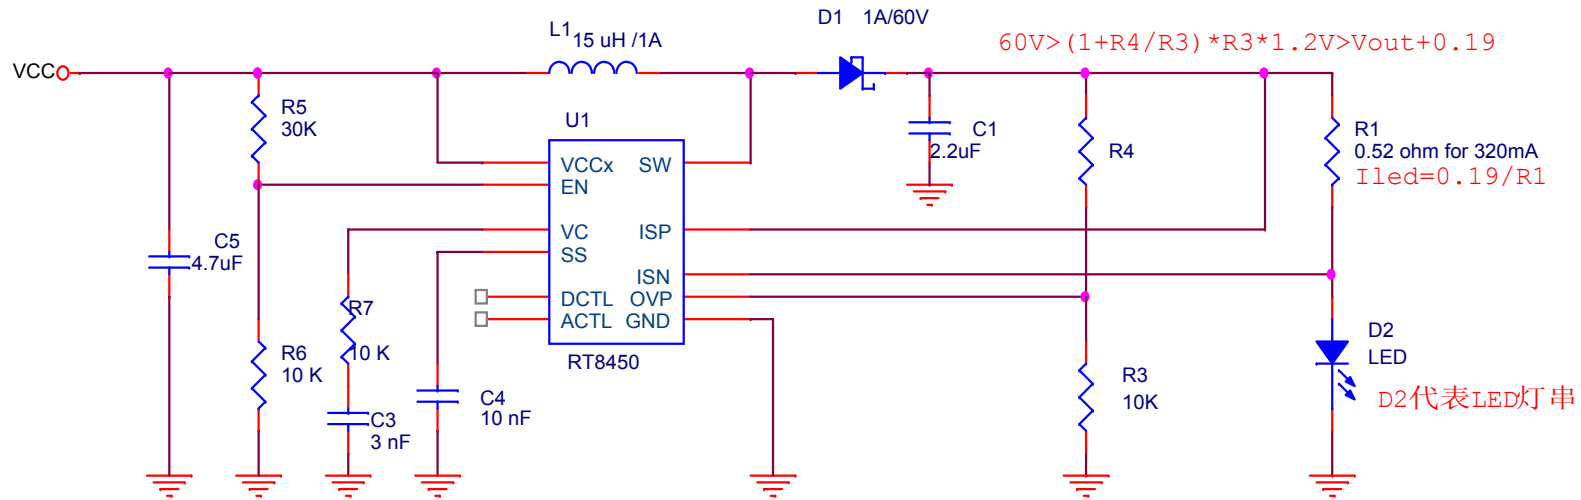 D1 1A/60V
L1
15 uH /1A
60V>(1+R4/R3)*R3*1.2V>Vout+0.19
VCC
R5
30K
U1
C1
2.2uF
R4
R1
0.52 ohm for 320mA
Iled=0.19/R1
VCCx
SW
EN
VC
ISP
SS
ISN
DCTL
OVP
ACTL
GND
RT8450
C5
4.7uF
R7
10 K
R6
10 K
C3
3 nF
C4
10 nF
R3
10K
D2
LED
D2代表LED灯串